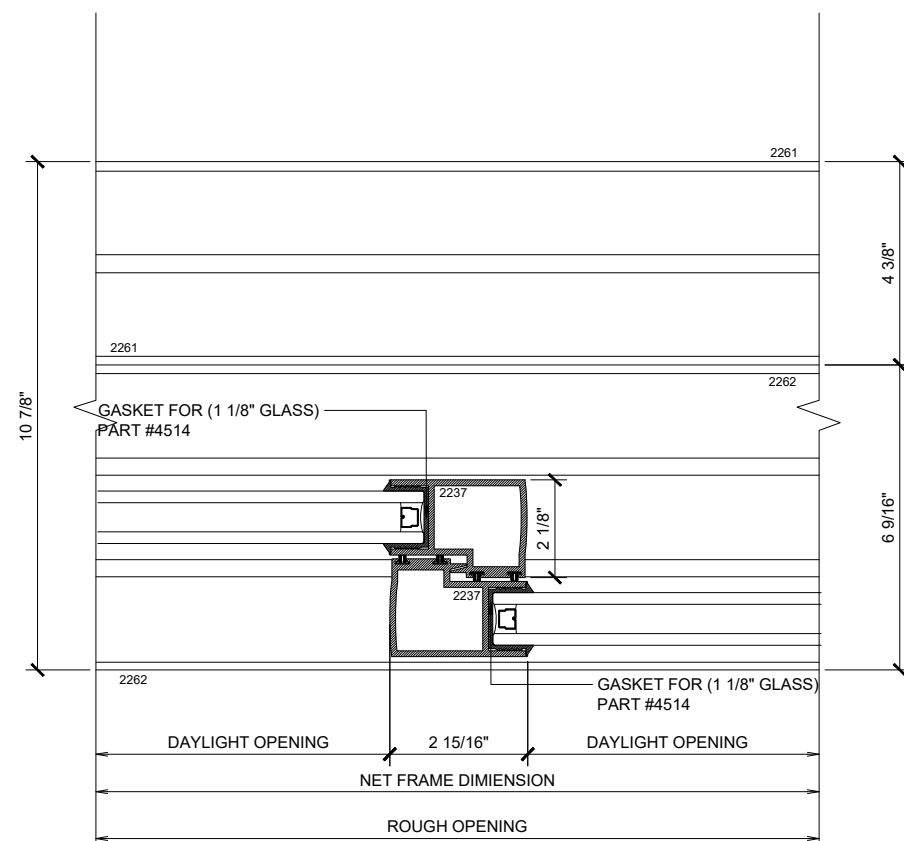 2261
10 7/8"
4 3/8"
2261
2262
GASKET FOR (1 1/8" GLASS)
PART #4514
2237
2 1/8"
6 9/16"
2237
2262
GASKET FOR (1 1/8" GLASS)
PART #4514
DAYLIGHT OPENING
2 15/16"
DAYLIGHT OPENING
NET FRAME DIMIENSION
ROUGH OPENING